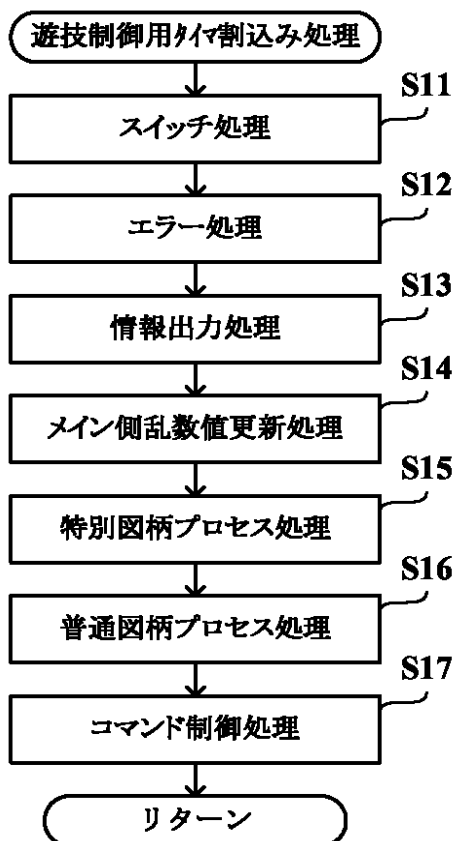 遊技制御用タイマ割込み処理
S11
スイッチ処理
S12
エラー処理
S13
情報出力処理
S14
メイン側乱数値更新処理
S15
特別図柄プロセス処理
S16
普通図柄プロセス処理
S17
コマンド制御処理
リターン